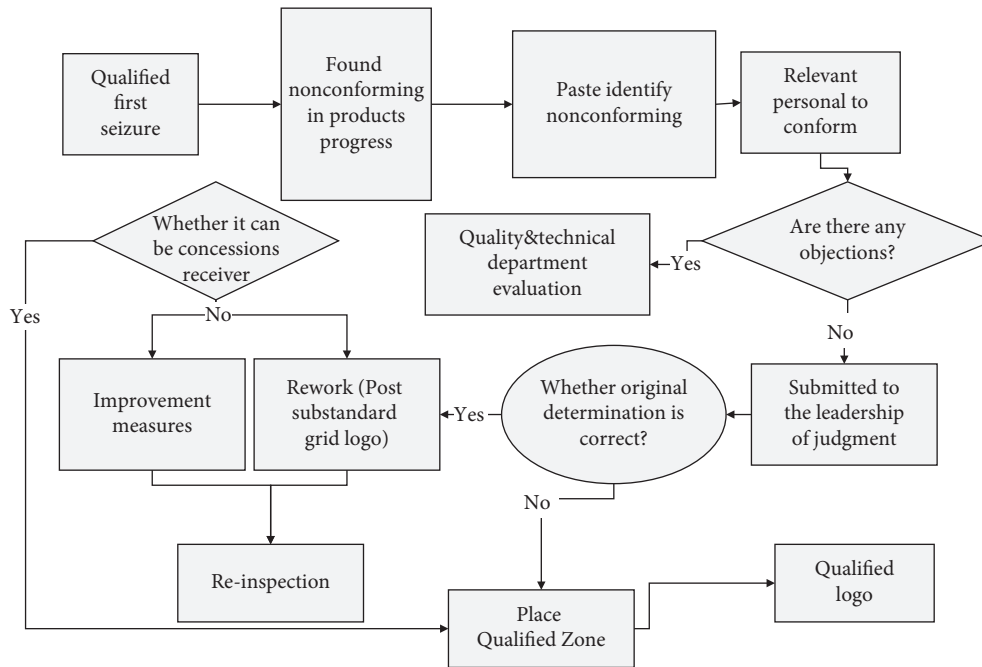 Qualified
first
seizure
Found
nonconforming
in products
progress
Paste identify
nonconforming
Relevant
personal to
conform
Whether it can
be concessions
receiver
Quality&technical
department
evaluation
Yes
Are there any
objections?
Yes
No
No
Improvement
measures
Rework (Post
substandard
grid logo)
Yes
Whether original
determination is
correct?
Submitted to
the leadership
of judgment
No
Re-inspection
Place
Qualified Zone
Qualified
logo